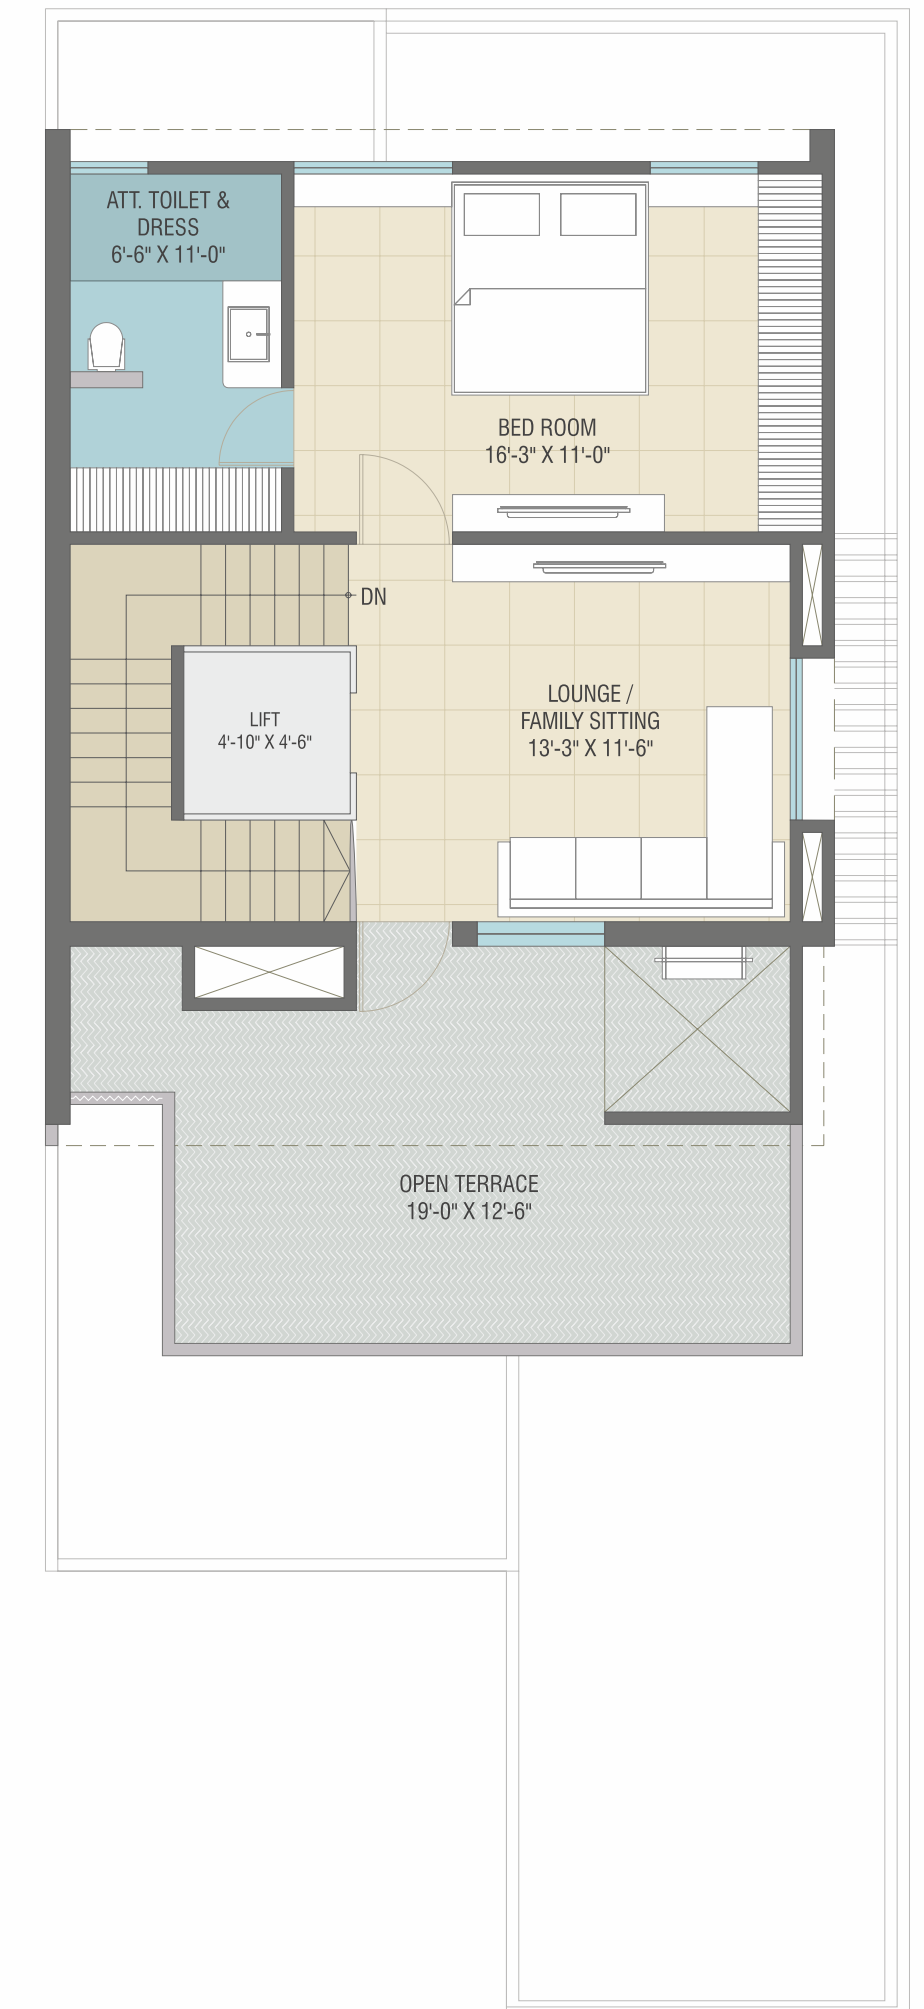 ATT. TOILET &
DRESS
6'-6" X 11'-0"
BED ROOM
16'-3" X 11'-0"
DN
LOUNGE /
FAMILY SITTING
13'-3" X 11'-6"
LIFT
4'-10" X 4'-6"
OPEN TERRACE
19'-0" X 12'-6"